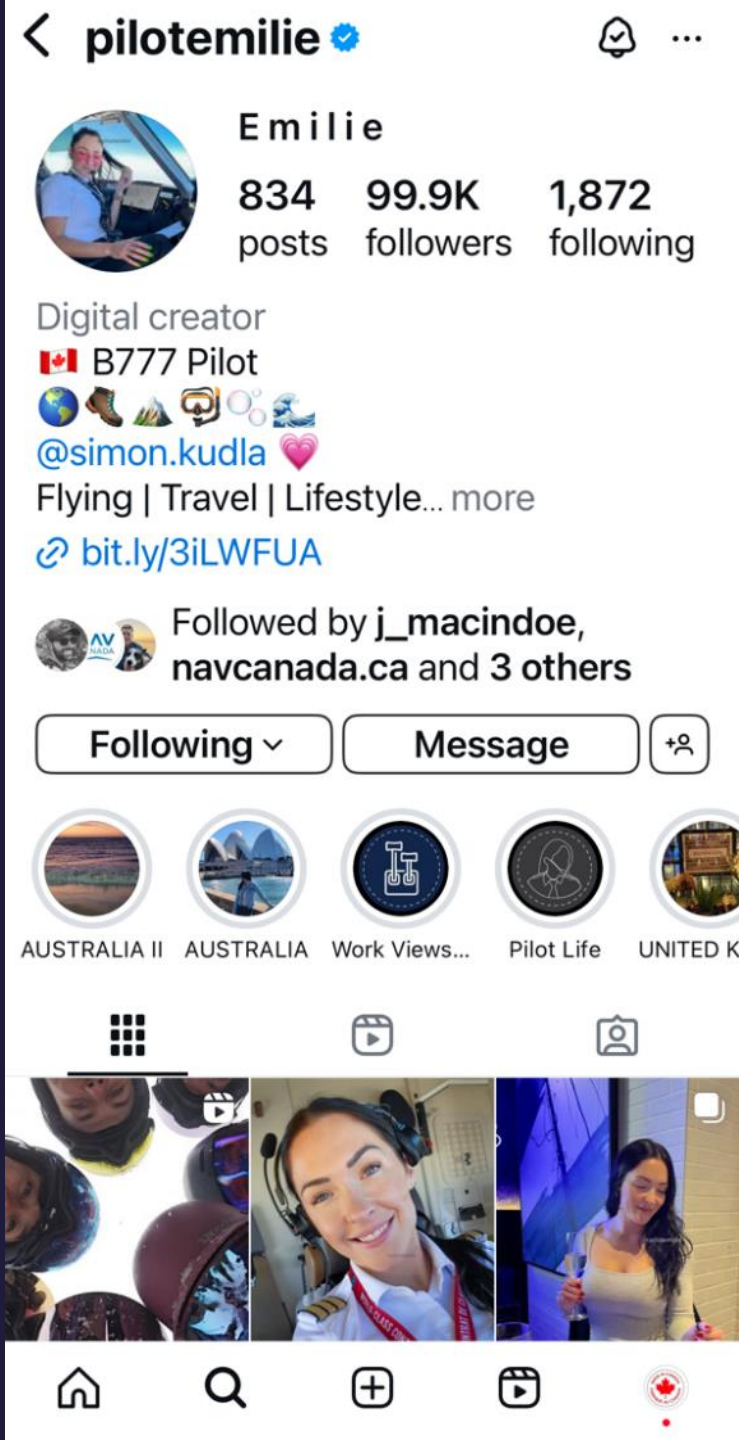 pilotemilie
Emilie
834 99.9K 1,872
posts followers following
Digital creator
🇨🇦 B777 Pilot
🌎🥾🏔️🤿🫧🌊
@simon.kudla 💗
Flying | Travel | Lifestyle... more
bit.ly/3iLWFUA
AV
NADA
Followed by j_macindoe,
navcanada.ca and 3 others
Following Message
AUSTRALIA II AUSTRALIA Work Views... Pilot Life UNITED K